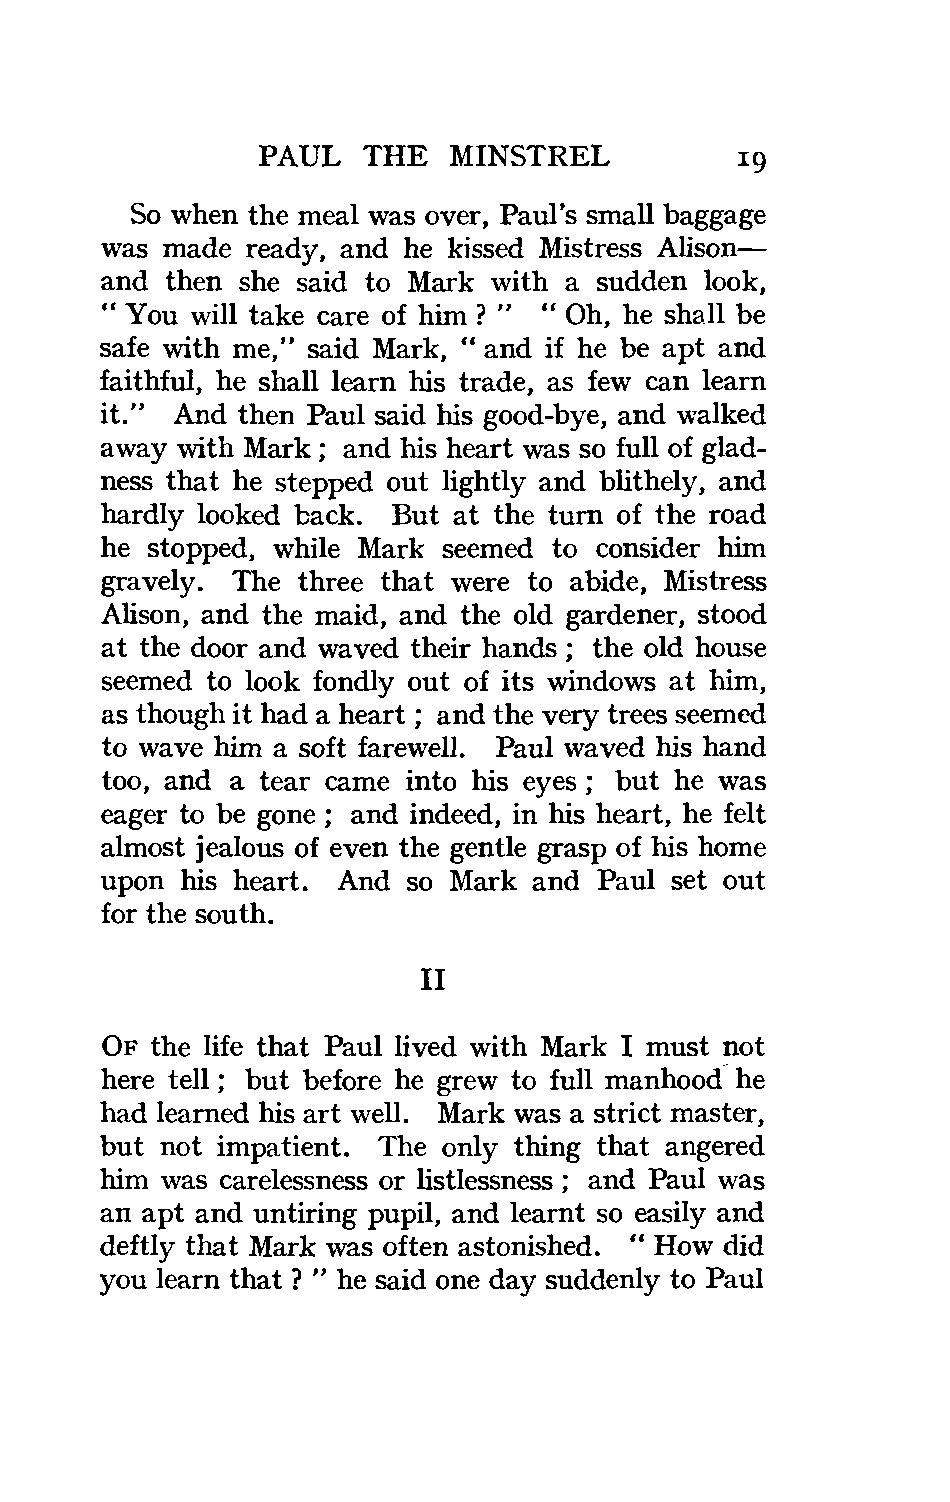 PAUL THE MINSTREL 19
So when the meal was over, Paul's small baggage
was made ready, and he kissed Mistress Alison—
and then she said to Mark with a sudden look,
" You will take care of him ? " " Oh, he shall be
safe with me," said Mark, " and if he be apt and
faithful, he shall learn his trade, as few can learn
it." And then Paul said his good-bye, and walked
away with Mark ; and his heart was so full of glad-
ness that he stepped out lightly and blithely, and
hardly looked back. But at the turn of the road
he stopped, while Mark seemed to consider him
gravely. The three that were to abide, Mistress
Alison, and the maid, and the old gardener, stood
at the door and waved their hands ; the old house
seemed to look fondly out of its windows at him,
as though it had a heart ; and the very trees seemed
to wave him a soft farewell. Paul waved his hand
too, and a tear came into his eyes ; but he was
eager to be gone ; and indeed, in his heart, he felt
almost jealous of even the gentle grasp of his home
upon his heart. And so Mark and Paul set out
for the south.
II
OF the life that Paul lived with Mark I must not
here tell ; but before he grew to full manhood he
had learned his art well. Mark was a strict master,
but not impatient. The only thing that angered
him was carelessness or listlessness ; and Paul was
an apt and untiring pupil, and learnt so easily and
deftly that Mark was often astonished. " How did
you learn that ? " he said one day suddenly to Paul